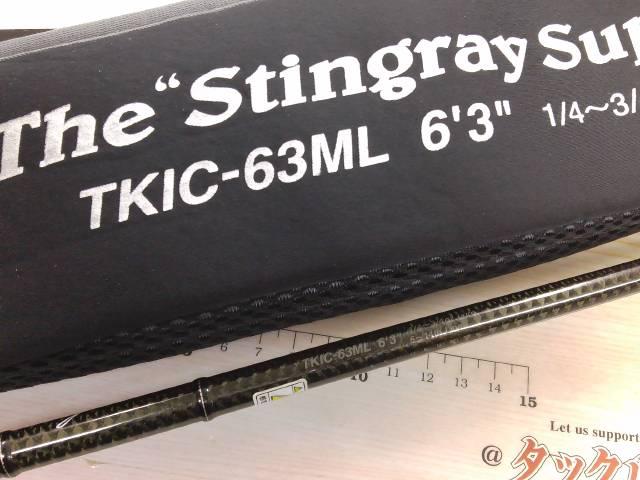 The "Stingray Sup
TKIC-63ML 6'3" 1/4~3/
TKIC-63ML 6'3"
6 7 10 11 12 13 14 15
Let us support
@ タックル